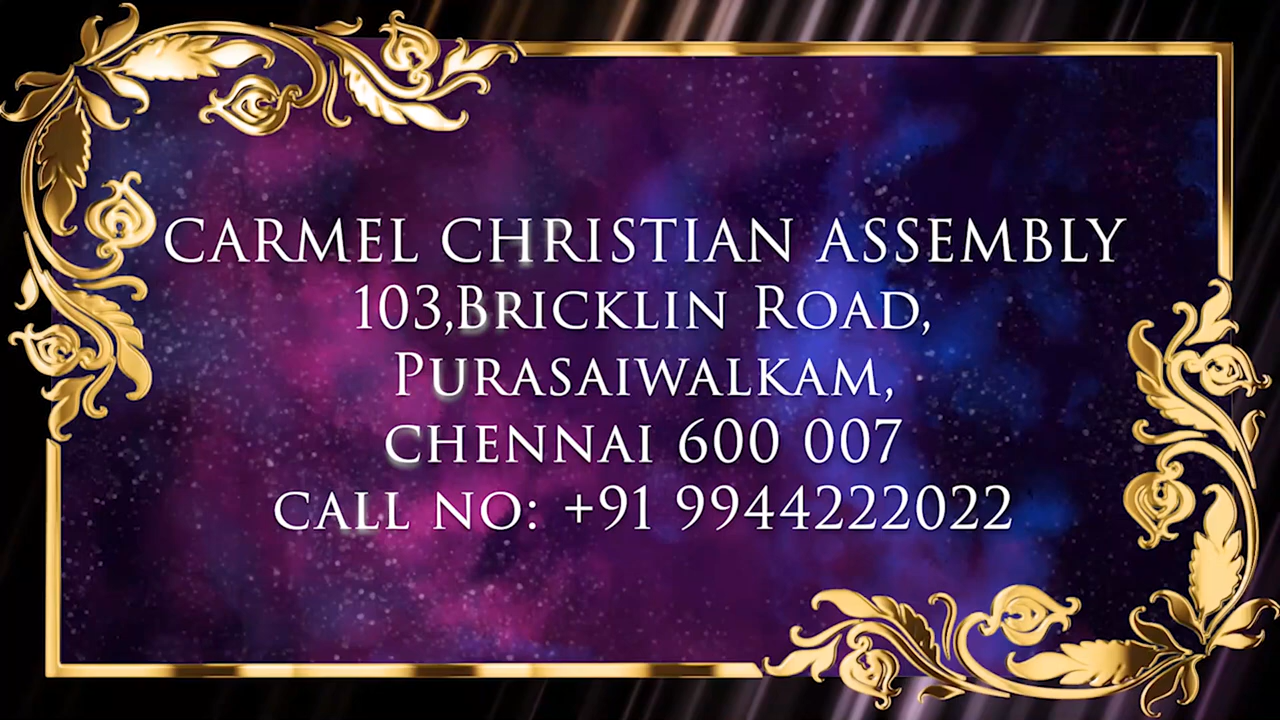 CARMEL CHRISTIAN ASSEMBLY
103,Bricklin Road,
Purasaiwalkam,
chennai 600 007
call no: +91 9944222022